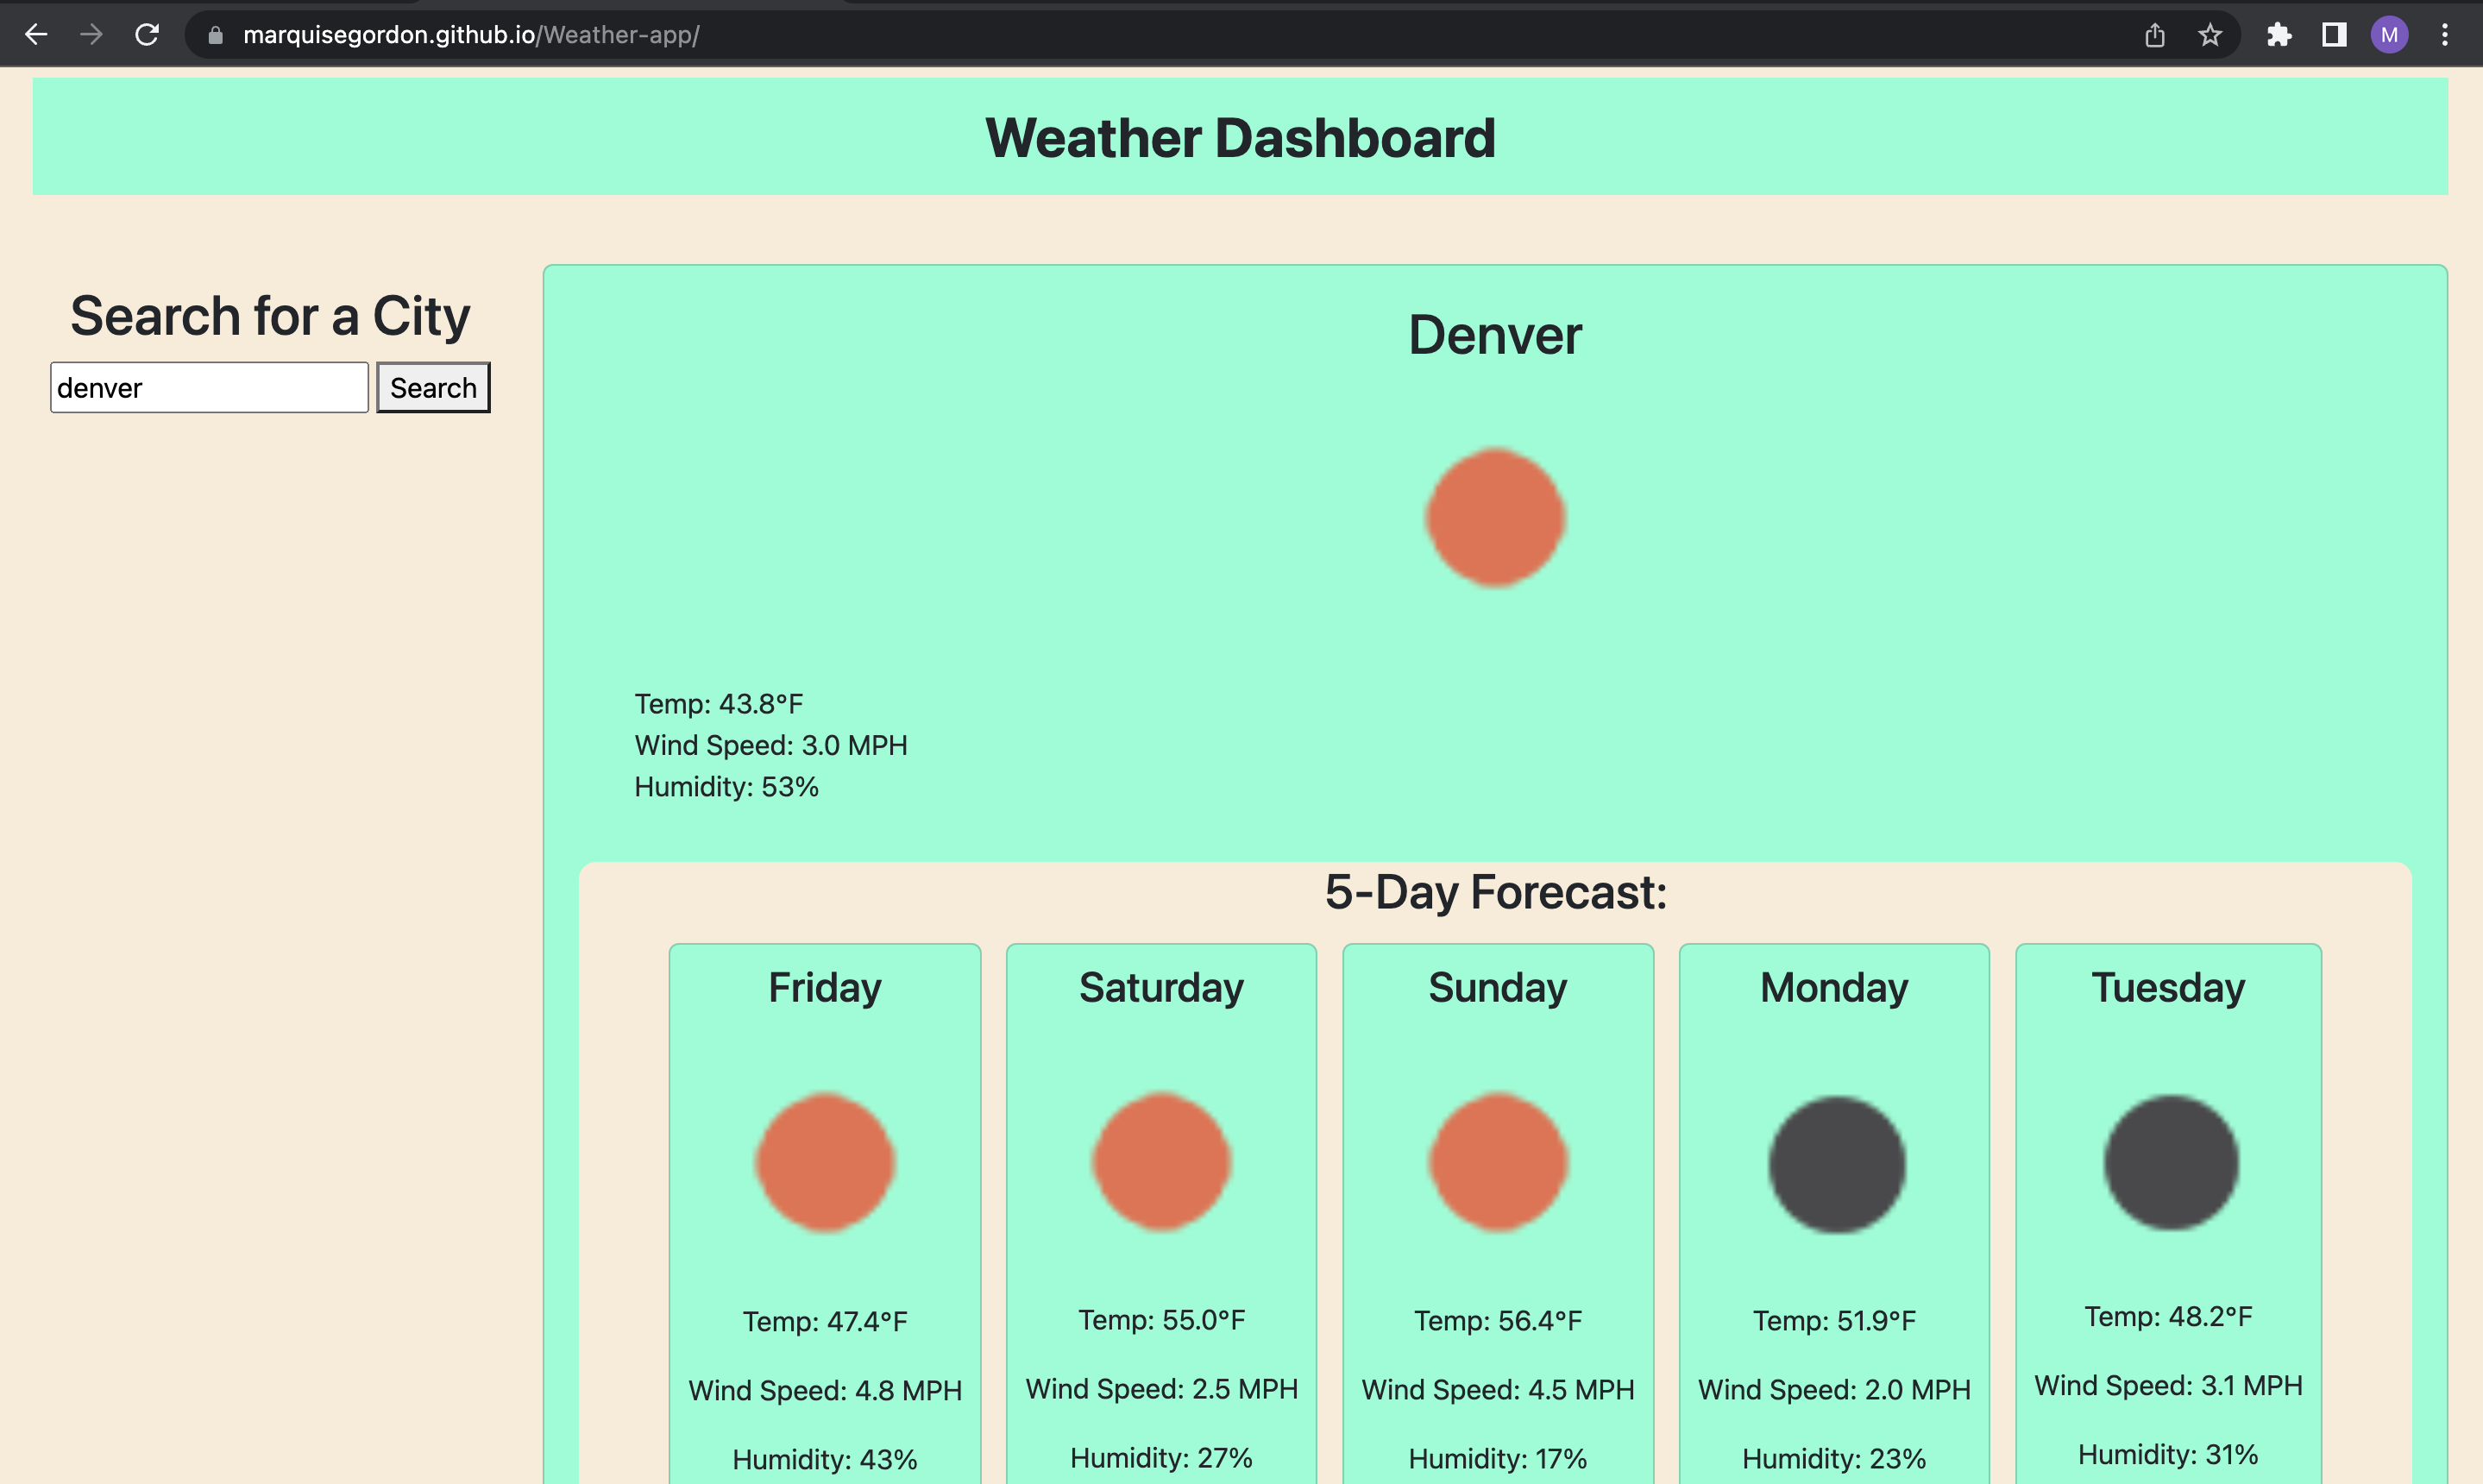 marquisegordon.github.io/Weather-app/
M
Weather Dashboard
Search for a City
denver
Search
Denver
Temp: 43.8°F
Wind Speed: 3.0 MPH
Humidity: 53%
5-Day Forecast:
Friday
Temp: 47.4°F
Wind Speed: 4.8 MPH
Humidity: 43%
Saturday
Temp: 55.0°F
Wind Speed: 2.5 MPH
Humidity: 27%
Sunday
Temp: 56.4°F
Wind Speed: 4.5 MPH
Humidity: 17%
Monday
Temp: 51.9°F
Wind Speed: 2.0 MPH
Humidity: 23%
Tuesday
Temp: 48.2°F
Wind Speed: 3.1 MPH
Humidity: 31%